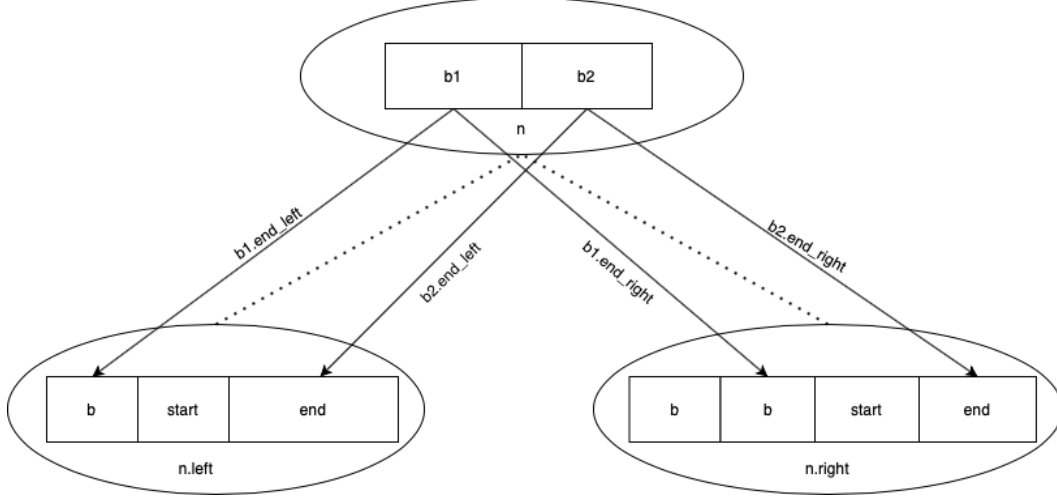 b1
b2
n
b1.end_left
b2.end_left
b1.end_right
b2.end_right
b
start
end
n.left
b
b
start
end
n.right